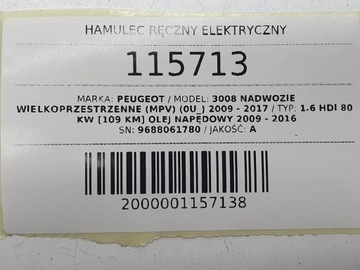 HAMULEC RĘCZNY ELEKTRYCZNY
115713
MARKA: PEUGEOT / MODEL: 3008 NADWOZIE
WIELKOPRZESTRZENNE (MPV) (0U_) 2009 - 2017 / TYP: 1.6 HDI 80
KW [109 KM] OLEJ NAPĘDOWY 2009 - 2016
SN: 9688061780 / JAKOŚĆ: A
2000001157138